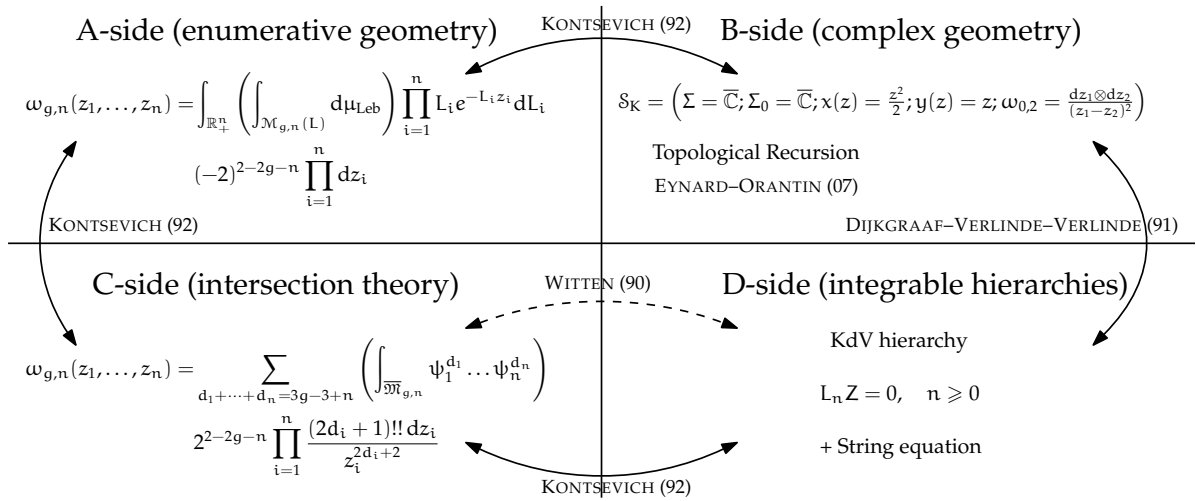 A-side (enumerative geometry)
KONTSEVICH (92)
B-side (complex geometry)
ω_{g,n}(z_1, …, z_n) = ∫_{ℝ_+^n} ( ∫_{ℳ_{g,n}(L)} dμ_{Leb} ) ∏_{i=1}^{n} L_i e^{−L_i z_i} dL_i
(−2)^{2−2g−n} ∏_{i=1}^{n} dz_i
𝒮_K = ( Σ = ℂ̅; Σ_0 = ℂ̅; x(z) = z²/2; y(z) = z; ω_{0,2} = dz_1⊗dz_2/(z_1−z_2)² )
Topological Recursion
EYNARD–ORANTIN (07)
KONTSEVICH (92)
DIJKGRAAF–VERLINDE–VERLINDE (91)
C-side (intersection theory)
WITTEN (90)
D-side (integrable hierarchies)
ω_{g,n}(z_1, …, z_n) = ∑_{d_1+⋯+d_n=3g−3+n} ( ∫_{𝔐̅_{g,n}} ψ_1^{d_1} … ψ_n^{d_n} )
2^{2−2g−n} ∏_{i=1}^{n} (2d_i + 1)!! dz_i / z_i^{2d_i+2}
KdV hierarchy
L_n Z = 0, n ⩾ 0
+ String equation
KONTSEVICH (92)